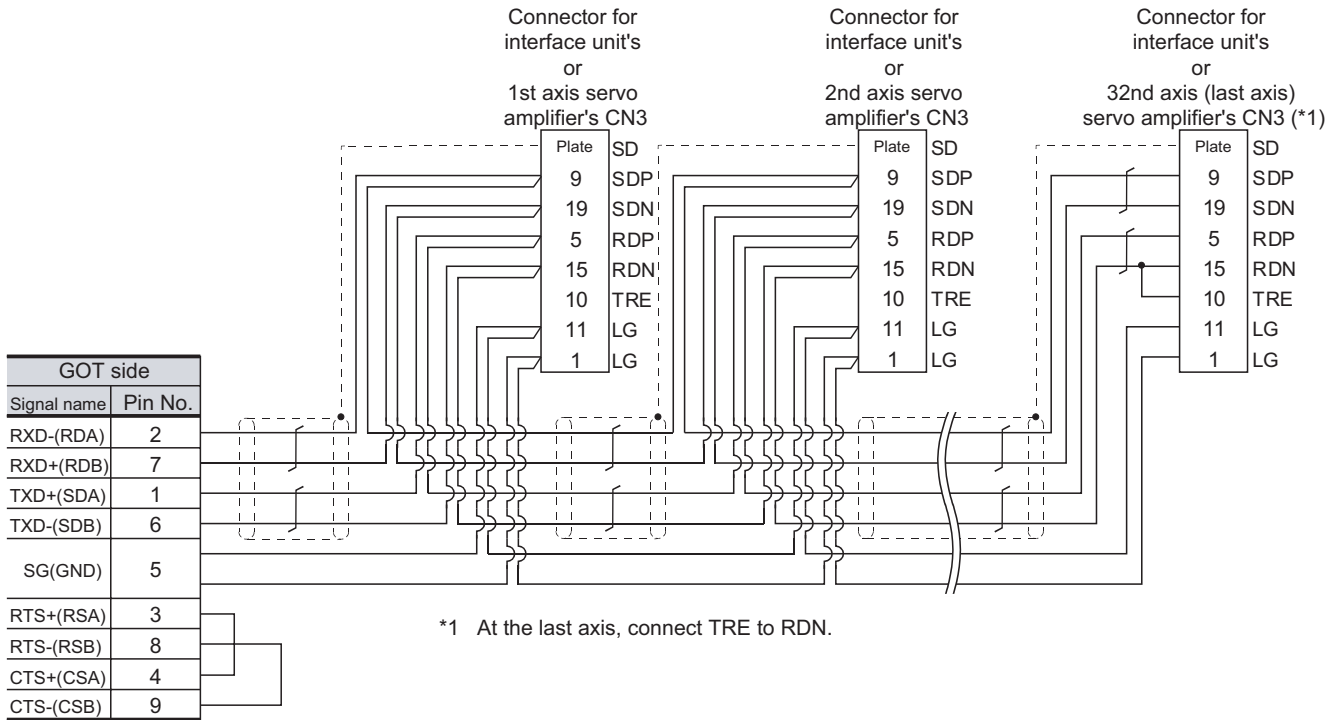 Connector for
interface unit's
or
1st axis servo
amplifier's CN3
Plate SD
9 SDP
19 SDN
5 RDP
15 RDN
10 TRE
11 LG
1 LG
Connector for
interface unit's
or
2nd axis servo
amplifier's CN3
Plate SD
9 SDP
19 SDN
5 RDP
15 RDN
10 TRE
11 LG
1 LG
Connector for
interface unit's
or
32nd axis (last axis)
servo amplifier's CN3 (*1)
Plate SD
9 SDP
19 SDN
5 RDP
15 RDN
10 TRE
11 LG
1 LG
GOT side
Signal name Pin No.
RXD-(RDA) 2
RXD+(RDB) 7
TXD+(SDA) 1
TXD-(SDB) 6
SG(GND) 5
RTS+(RSA) 3
RTS-(RSB) 8
CTS+(CSA) 4
CTS-(CSB) 9
*1 At the last axis, connect TRE to RDN.